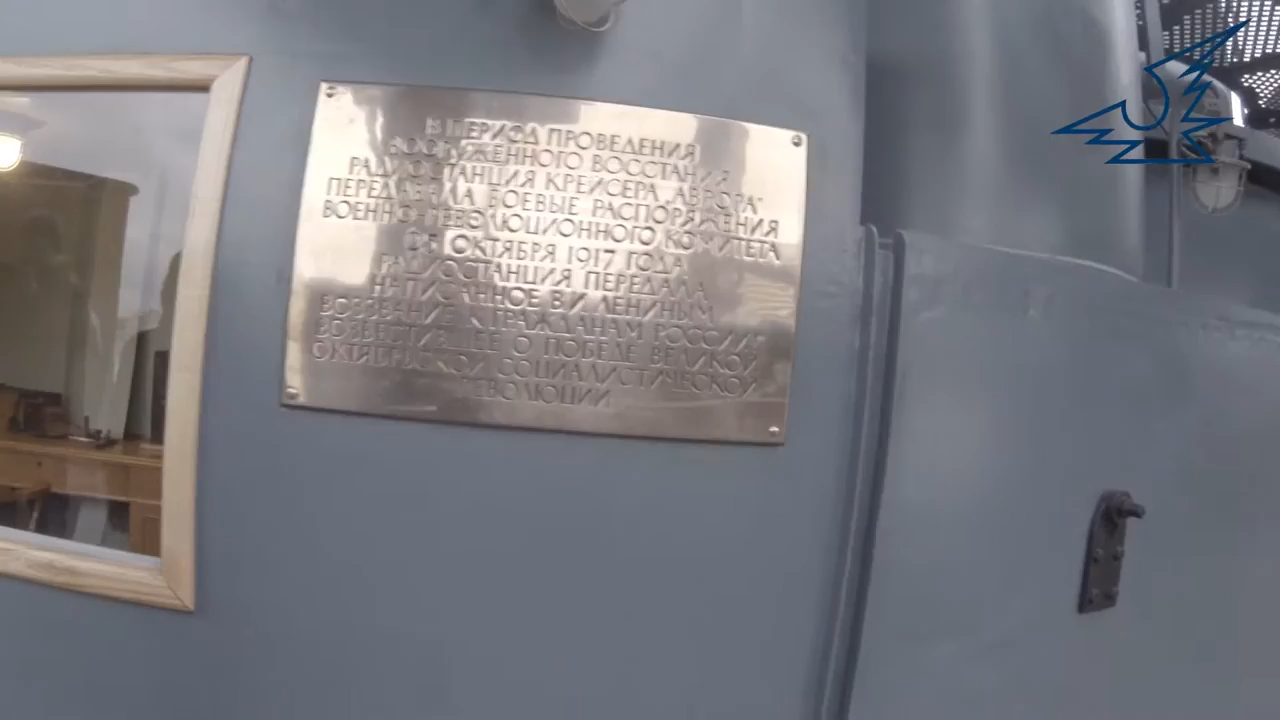 В ПЕРИОД ПРОВЕДЕНИЯ
ВООРУЖЁННОГО ВОССТАНИЯ
РАДИОСТАНЦИЯ КРЕЙСЕРА „АВРОРА"
ПЕРЕДАВАЛА БОЕВЫЕ РАСПОРЯЖЕНИЯ
ВОЕННО-РЕВОЛЮЦИОННОГО КОМИТЕТА
ОКТЯБРЯ 1917 ГОДА
РАДИОСТАНЦИЯ ПЕРЕДАЛА
НАПИСАННОЕ В И ЛЕНИНЫМ
ВОЗЗВАНИЕ К ГРАЖДАНАМ РОССИИ
ВОЗВЕСТИВШЕЕ О ПОБЕДЕ ВЕЛИКОЙ
ОКТЯБРЬСКОЙ СОЦИАЛИСТИЧЕСКОЙ
РЕВОЛЮЦИИ